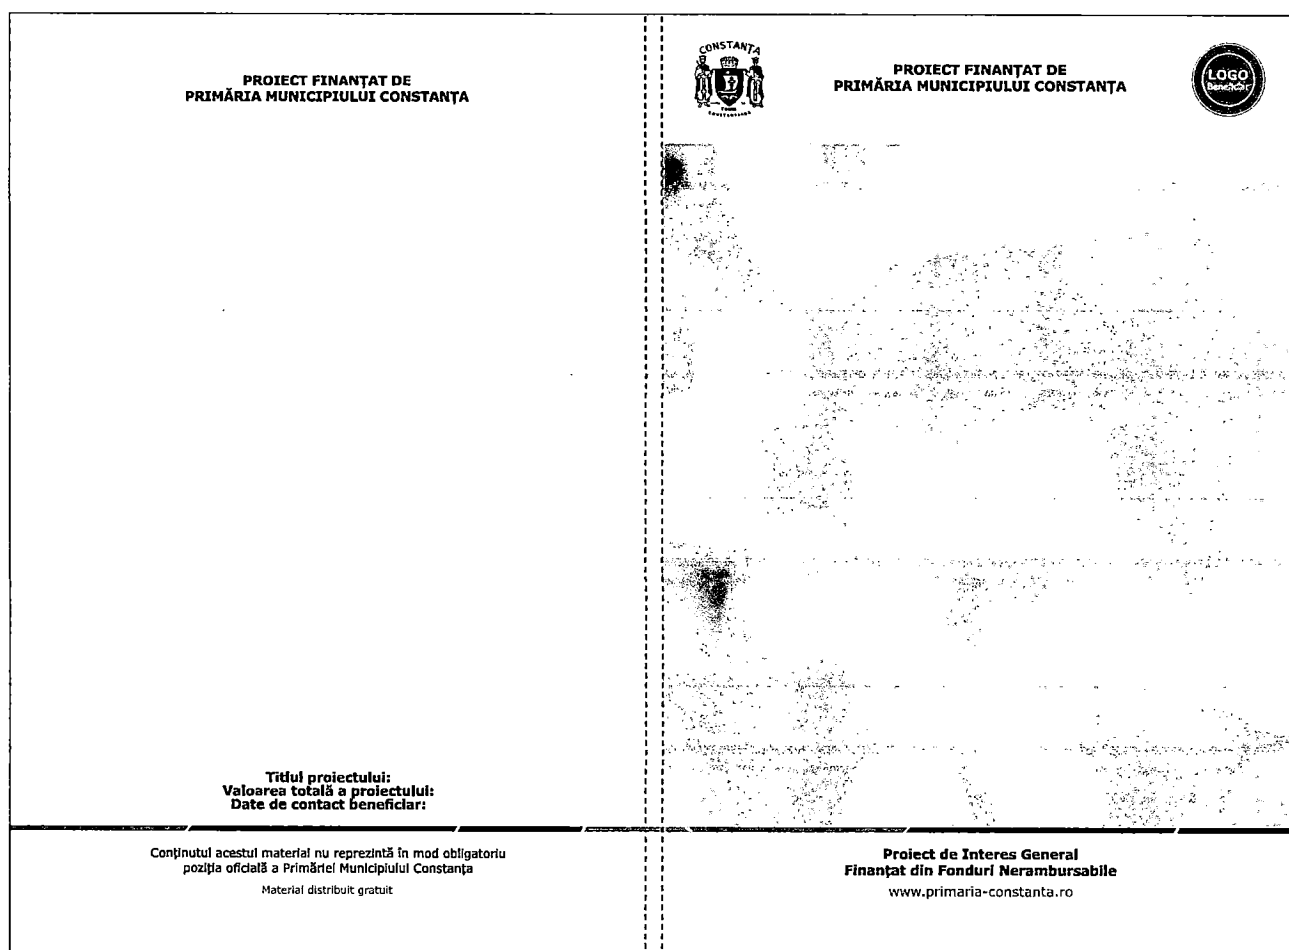 PROIECT FINANȚAT DE
PRIMĂRIA MUNICIPIULUI CONSTANȚA
Titlul proiectului:
Valoarea totală a proiectului:
Date de contact beneficiar:
Conținutul acestui material nu reprezintă în mod obligatoriu
poziția oficială a Primăriei Municipiului Constanța
Material distribuit gratuit
CONSTANȚA
PROIECT FINANȚAT DE
PRIMĂRIA MUNICIPIULUI CONSTANȚA
LOGO
Beneficiar
Proiect de Interes General
Finanțat din Fonduri Nerambursabile
www.primaria-constanta.ro